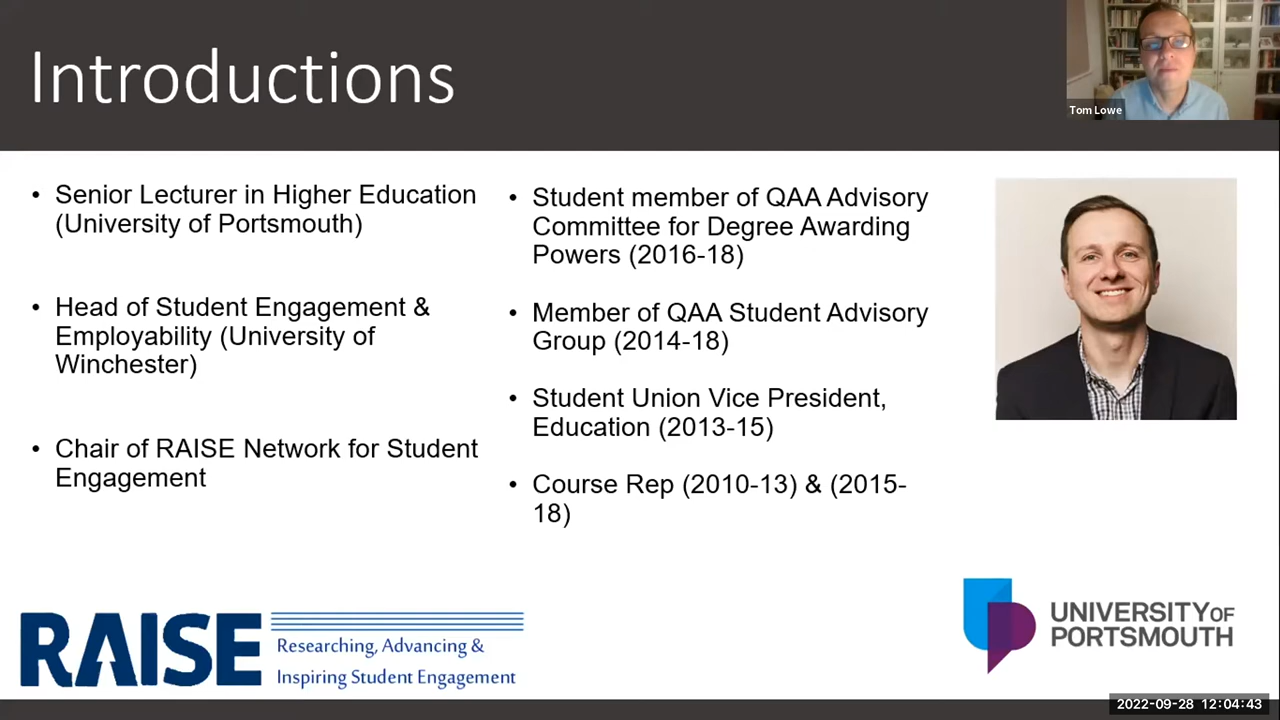 Introductions
Tom Lowe
• Senior Lecturer in Higher Education
(University of Portsmouth)
• Head of Student Engagement &
Employability (University of
Winchester)
• Chair of RAISE Network for Student
Engagement
• Student member of QAA Advisory
Committee for Degree Awarding
Powers (2016-18)
• Member of QAA Student Advisory
Group (2014-18)
• Student Union Vice President,
Education (2013-15)
• Course Rep (2010-13) & (2015-
18)
RAISE
Researching, Advancing &
Inspiring Student Engagement
UNIVERSITY OF
PORTSMOUTH
2022-09-28 12:04:43